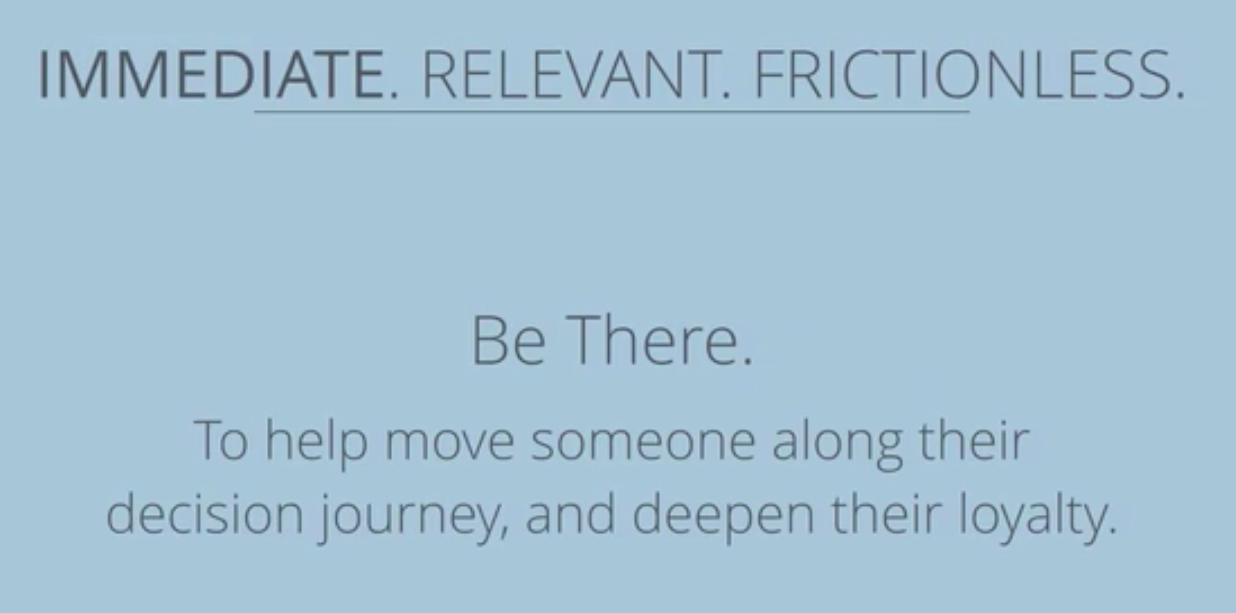 IMMEDIATE. RELEVANT. FRICTIONLESS.
Be There.
To help move someone along their
decision journey, and deepen their loyalty.